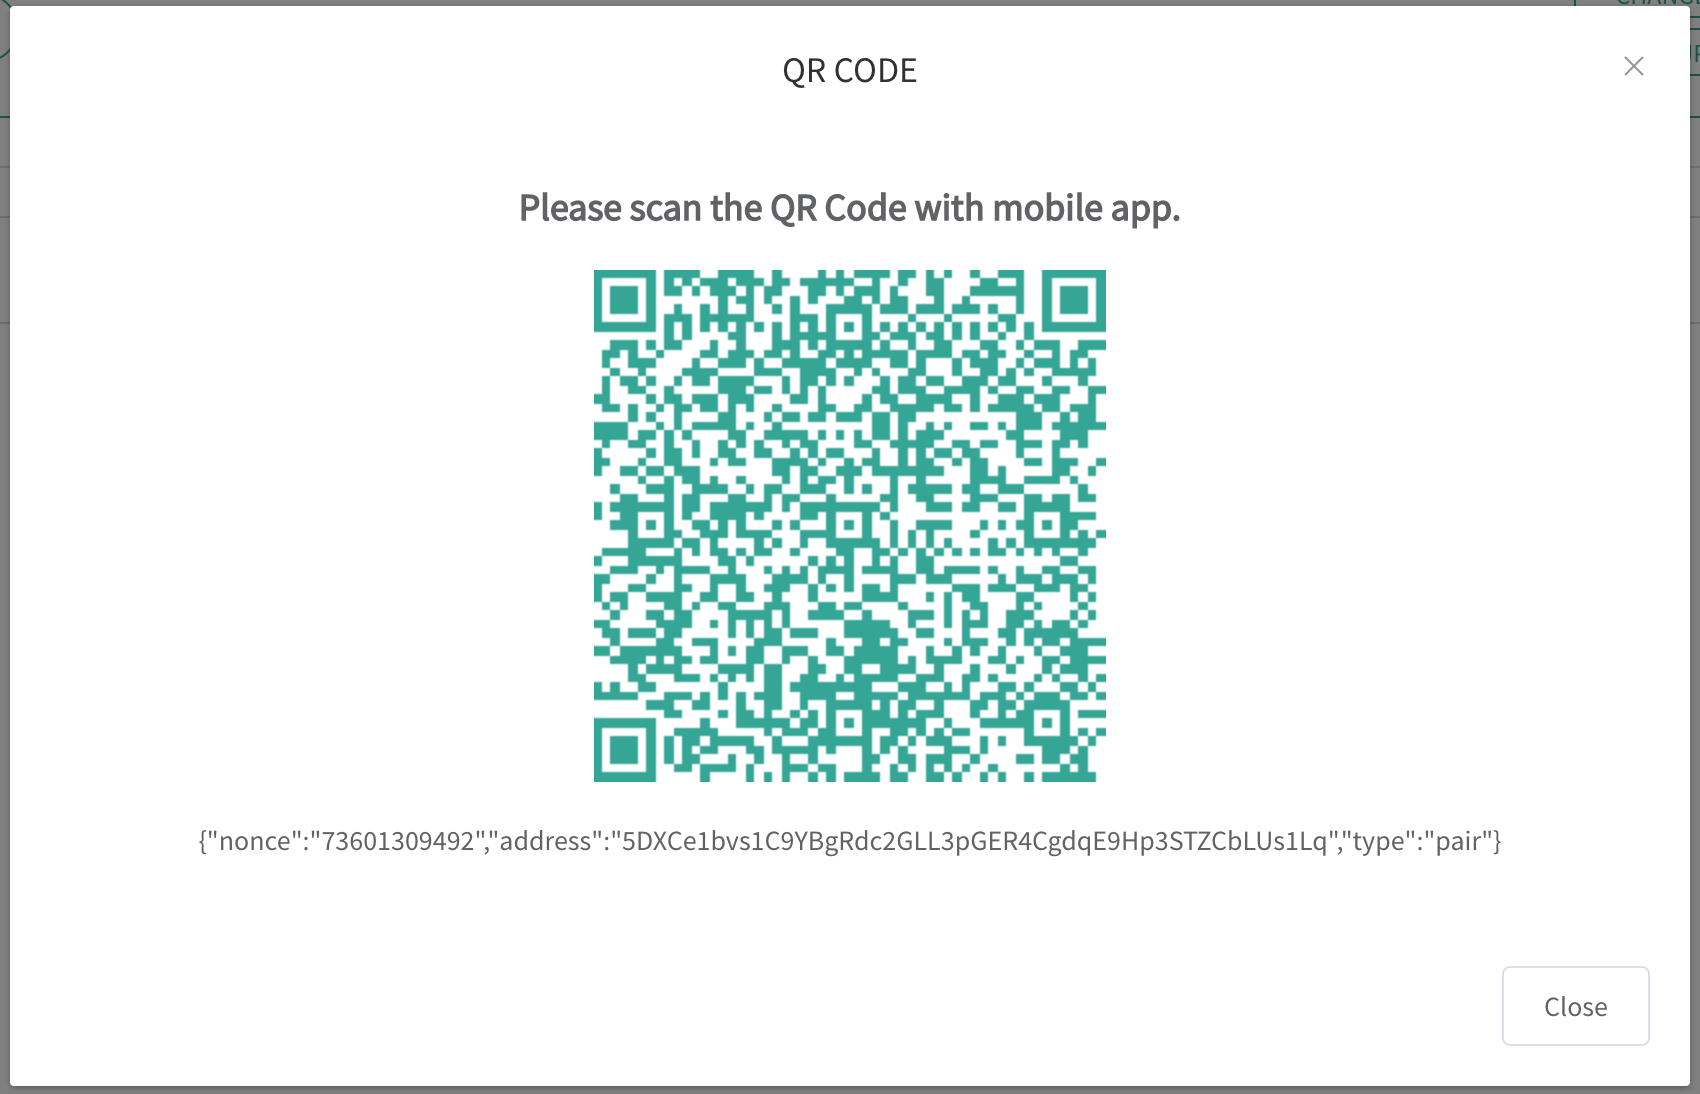 QR CODE
Please scan the QR Code with mobile app.
{"nonce":"73601309492","address":"5DXCe1bvs1C9YBgRdc2GLL3pGER4CgdqE9Hp3STZCbLUs1Lq","type":"pair"}
Close